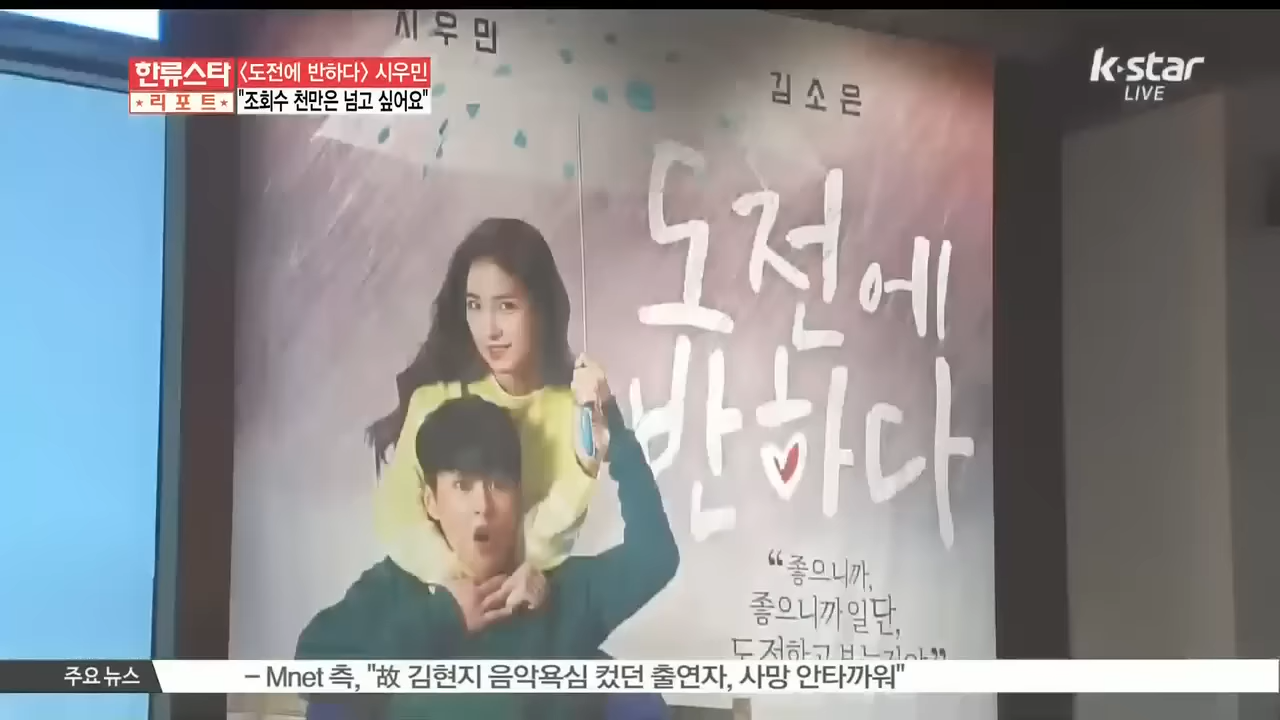 시우민
한류스타
★리포트★
<도전에 반하다> 시우민
"조회수 천만은 넘고 싶어요"
k·star
LIVE
김소은
도전에
반하다
“좋으니까,
좋으니까 일단,
주요뉴스
– Mnet 측, "故 김현지 음악욕심 컸던 출연자, 사망 안타까워"